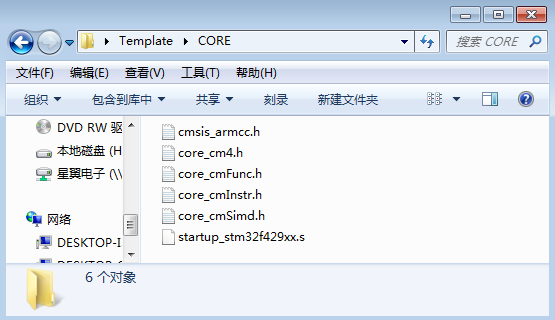 Template ▸ CORE
搜索 CORE
文件(F) 编辑(E) 查看(V) 工具(T) 帮助(H)
组织 包含到库中 共享 刻录 新建文件夹
DVD RW 驱
本地磁盘 (H
星翼电子 (\\
网络
DESKTOP-I
cmsis_armcc.h
core_cm4.h
core_cmFunc.h
core_cmInstr.h
core_cmSimd.h
startup_stm32f429xx.s
6 个对象